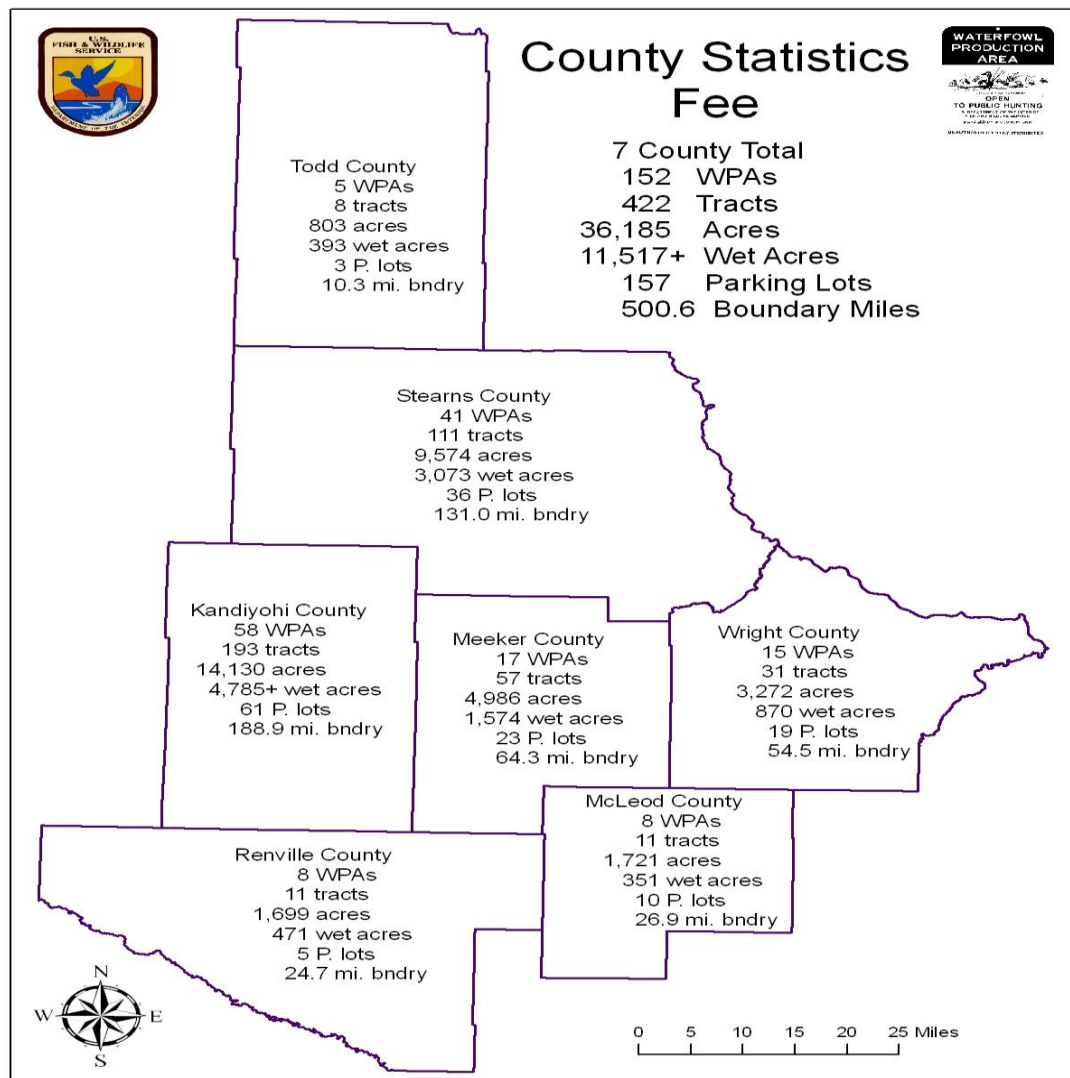 U.S.
FISH & WILDLIFE
SERVICE
DEPARTMENT OF THE INTERIOR
County Statistics
Fee
WATERFOWL
PRODUCTION
AREA
OPEN
TO PUBLIC HUNTING
7 County Total
152 WPAs
422 Tracts
36,185 Acres
11,517+ Wet Acres
157 Parking Lots
500.6 Boundary Miles
Todd County
5 WPAs
8 tracts
803 acres
393 wet acres
3 P. lots
10.3 mi. bndry
Stearns County
41 WPAs
111 tracts
9,574 acres
3,073 wet acres
36 P. lots
131.0 mi. bndry
Kandiyohi County
58 WPAs
193 tracts
14,130 acres
4,785+ wet acres
61 P. lots
188.9 mi. bndry
Meeker County
17 WPAs
57 tracts
4,986 acres
1,574 wet acres
23 P. lots
64.3 mi. bndry
Wright County
15 WPAs
31 tracts
3,272 acres
870 wet acres
19 P. lots
54.5 mi. bndry
McLeod County
8 WPAs
11 tracts
1,721 acres
351 wet acres
10 P. lots
26.9 mi. bndry
Renville County
8 WPAs
11 tracts
1,699 acres
471 wet acres
5 P. lots
24.7 mi. bndry
N
W E
S
0 5 10 15 20 25 Miles